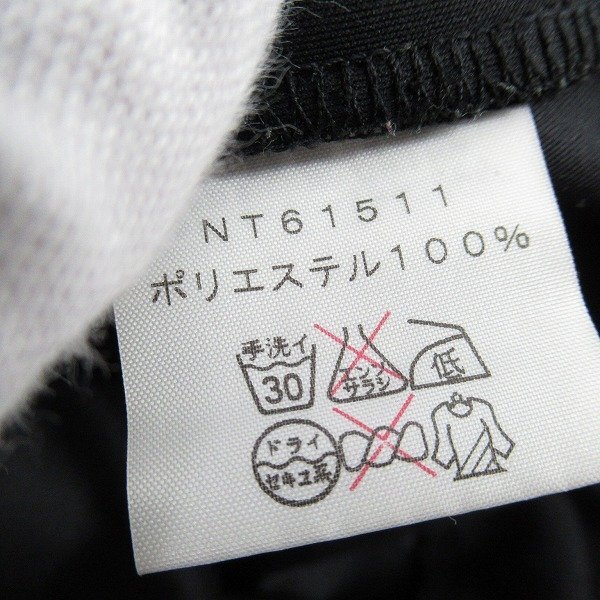 NT61511
ポリエステル100%
手洗イ
30
エンソ
サラシ
低
ドライ
セキユ系